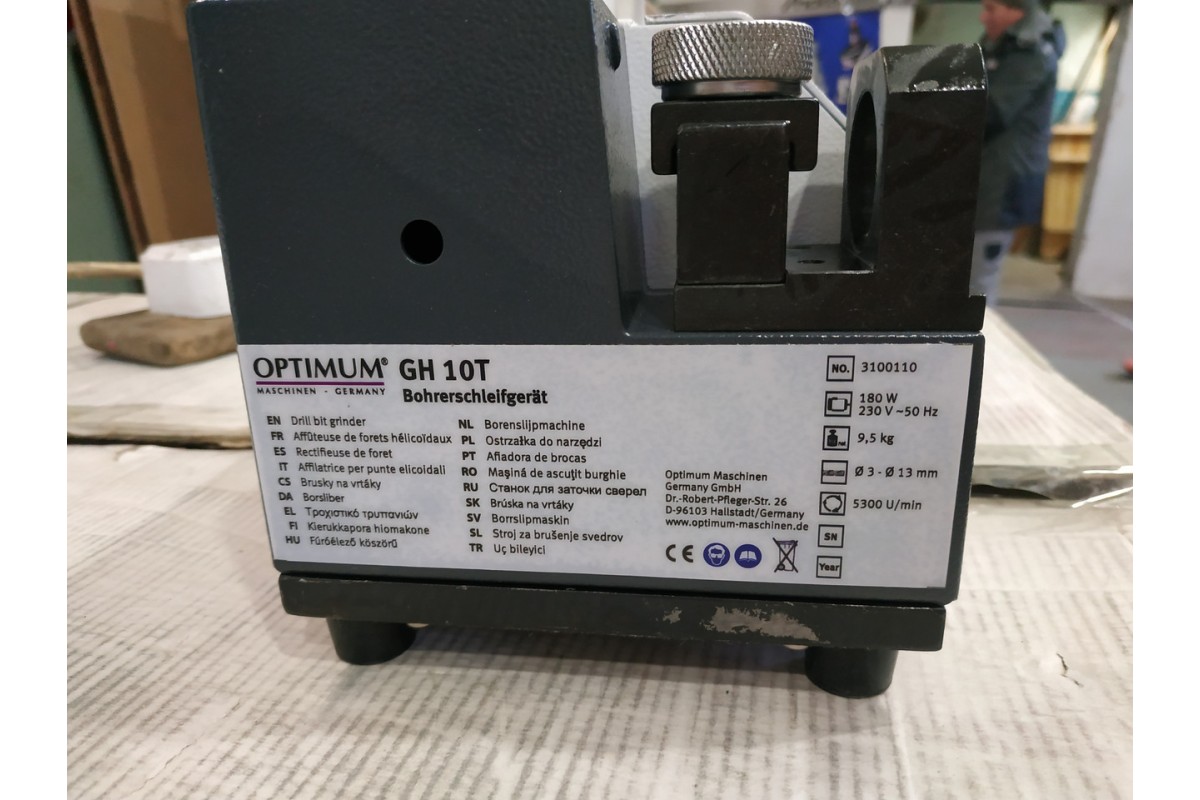 OPTIMUM®
MASCHINEN - GERMANY
GH 10T
Bohrerschleifgerät
EN Drill bit grinder
FR Affûteuse de forets hélicoïdaux
ES Rectifieuse de foret
IT Affilatrice per punte elicoidali
CS Brusky na vrtáky
DA Borsliber
EL Τροχιστικό τρυπανιών
FI Kierukkapora hiomakone
HU Fúróélező köszörű
NL Borenslijpmachine
PL Ostrzałka do narzędzi
PT Afiadora de brocas
RO Maşină de ascuţit burghie
RU Станок для заточки сверел
SK Brúska na vrtáky
SV Borrslipmaskin
SL Stroj za brušenje svedrov
TR Uç bileyici
Optimum Maschinen
Germany GmbH
Dr.-Robert-Pfleger-Str. 26
D-96103 Hallstadt/Germany
www.optimum-maschinen.de
CE
NO. 3100110
180 W
230 V ~50 Hz
9,5 kg
Ø 3 - Ø 13 mm
5300 U/min
SN
Year